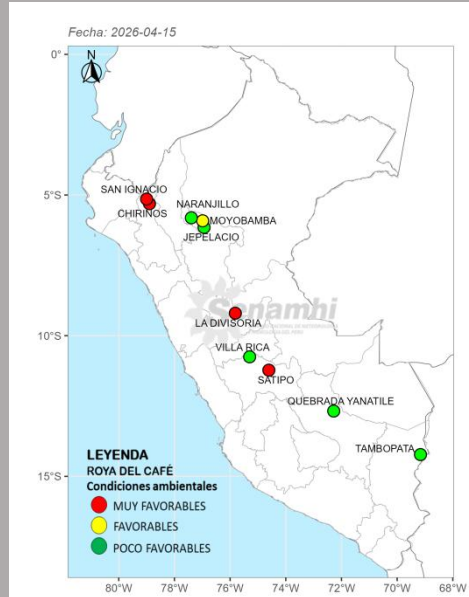 Fecha: 2026-04-15
0°
N
5°S
SAN IGNACIO
CHIRINOS
NARANJILLO
MOYOBAMBA
JEPELACIO
Senamhi
LA DIVISORIA
10°S
VILLA RICA
SATIPO
QUEBRADA YANATILE
TAMBOPATA
15°S
LEYENDA
ROYA DEL CAFÉ
Condiciones ambientales
MUY FAVORABLES
FAVORABLES
POCO FAVORABLES
80°W 78°W 76°W 74°W 72°W 70°W 68°W